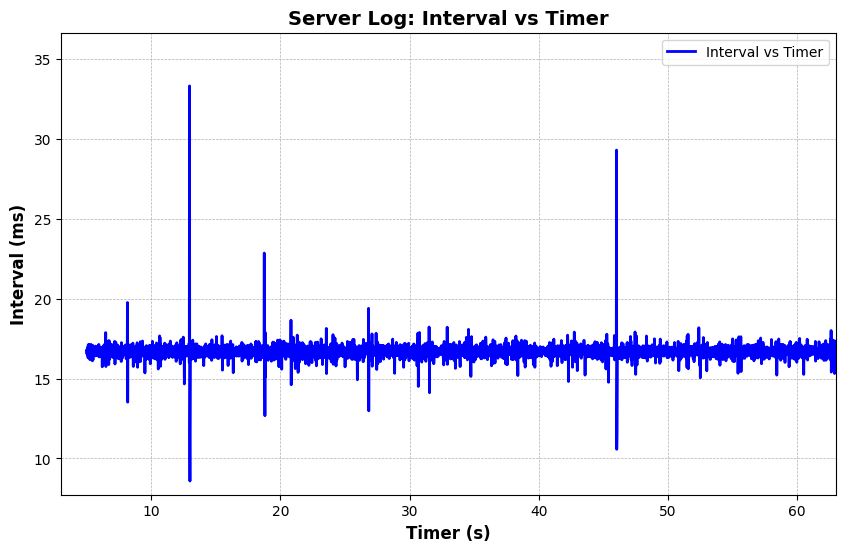 Server Log: Interval vs Timer
Interval vs Timer
35
30
25
20
15
10
Interval (ms)
10 20 30 40 50 60
Timer (s)